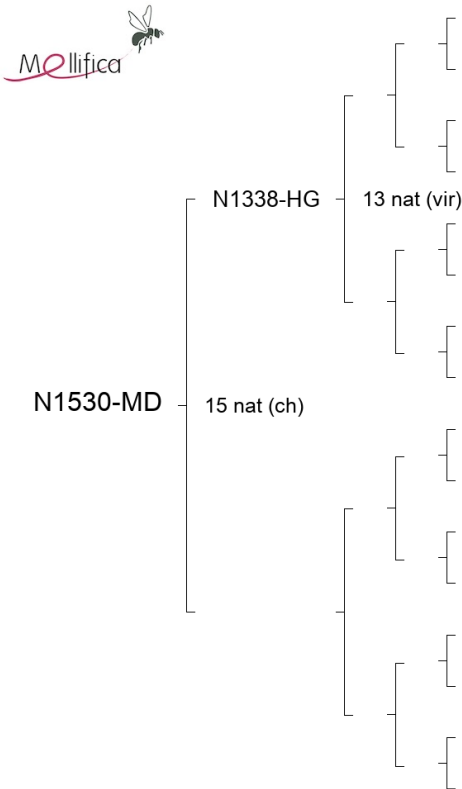 Mellifica
N1338-HG
13 nat (vir)
N1530-MD
15 nat (ch)